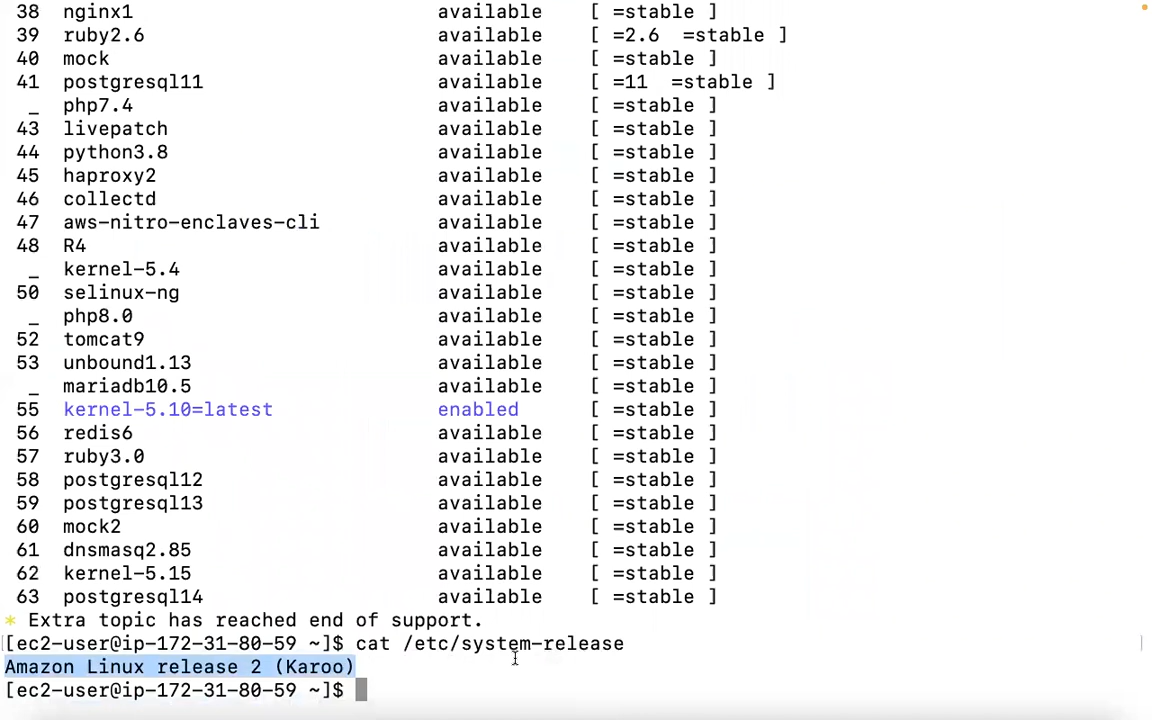 38 nginx1 available [ =stable ]
39 ruby2.6 available [ =2.6 =stable ]
40 mock available [ =stable ]
41 postgresql11 available [ =11 =stable ]
_ php7.4 available [ =stable ]
43 livepatch available [ =stable ]
44 python3.8 available [ =stable ]
45 haproxy2 available [ =stable ]
46 collectd available [ =stable ]
47 aws-nitro-enclaves-cli available [ =stable ]
48 R4 available [ =stable ]
_ kernel-5.4 available [ =stable ]
50 selinux-ng available [ =stable ]
_ php8.0 available [ =stable ]
52 tomcat9 available [ =stable ]
53 unbound1.13 available [ =stable ]
_ mariadb10.5 available [ =stable ]
55 kernel-5.10=latest enabled [ =stable ]
56 redis6 available [ =stable ]
57 ruby3.0 available [ =stable ]
58 postgresql12 available [ =stable ]
59 postgresql13 available [ =stable ]
60 mock2 available [ =stable ]
61 dnsmasq2.85 available [ =stable ]
62 kernel-5.15 available [ =stable ]
63 postgresql14 available [ =stable ]
* Extra topic has reached end of support.
[ec2-user@ip-172-31-80-59 ~]$ cat /etc/system-release
Amazon Linux release 2 (Karoo)
[ec2-user@ip-172-31-80-59 ~]$